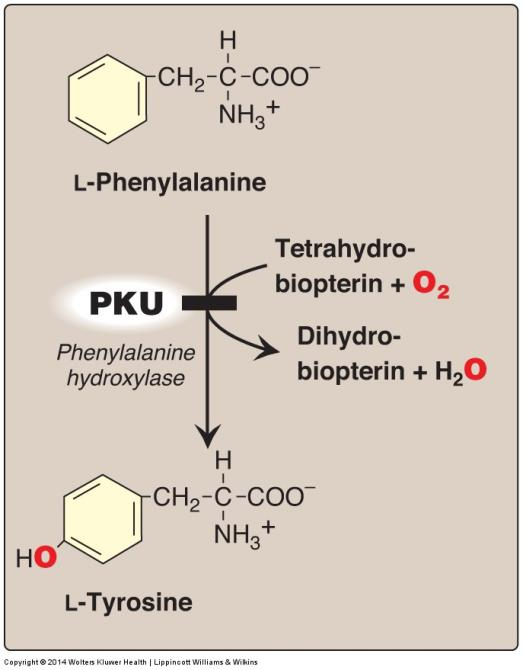 H
CH₂-C-COO⁻
NH₃⁺
L-Phenylalanine
Tetrahydro-
biopterin + O₂
PKU
Phenylalanine
hydroxylase
Dihydro-
biopterin + H₂O
H
CH₂-C-COO⁻
NH₃⁺
HO
L-Tyrosine
Copyright © 2014 Wolters Kluwer Health | Lippincott Williams & Wilkins